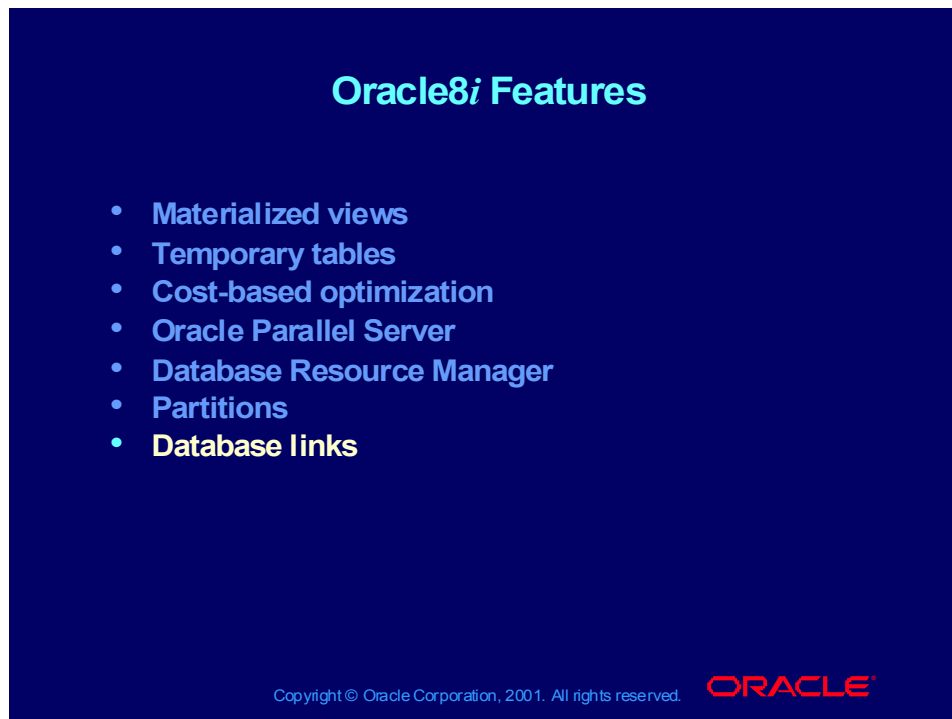 Oracle8i Features
• Materialized views
• Temporary tables
• Cost-based optimization
• Oracle Parallel Server
• Database Resource Manager
• Partitions
• Database links
Copyright © Oracle Corporation, 2001. All rights reserved.
ORACLE®